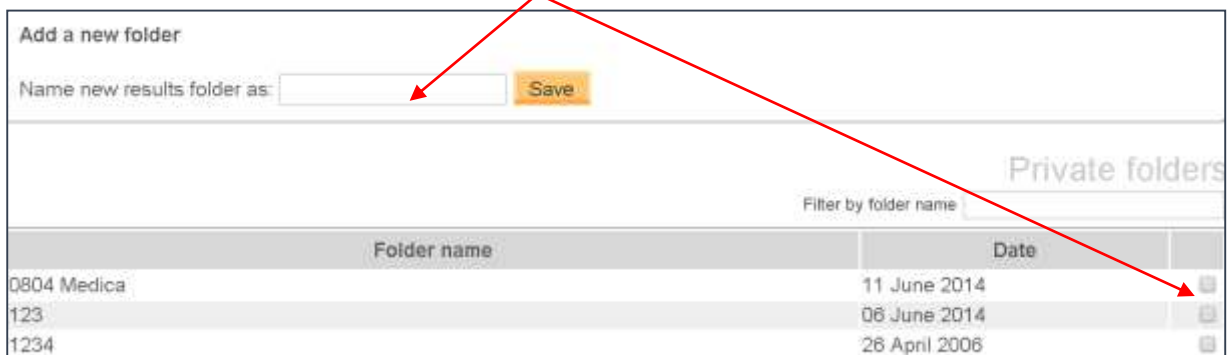 Add a new folder
Name new results folder as: Save
Private folders
Filter by folder name
Folder name Date
0804 Medica 11 June 2014
123 06 June 2014
1234 26 April 2006